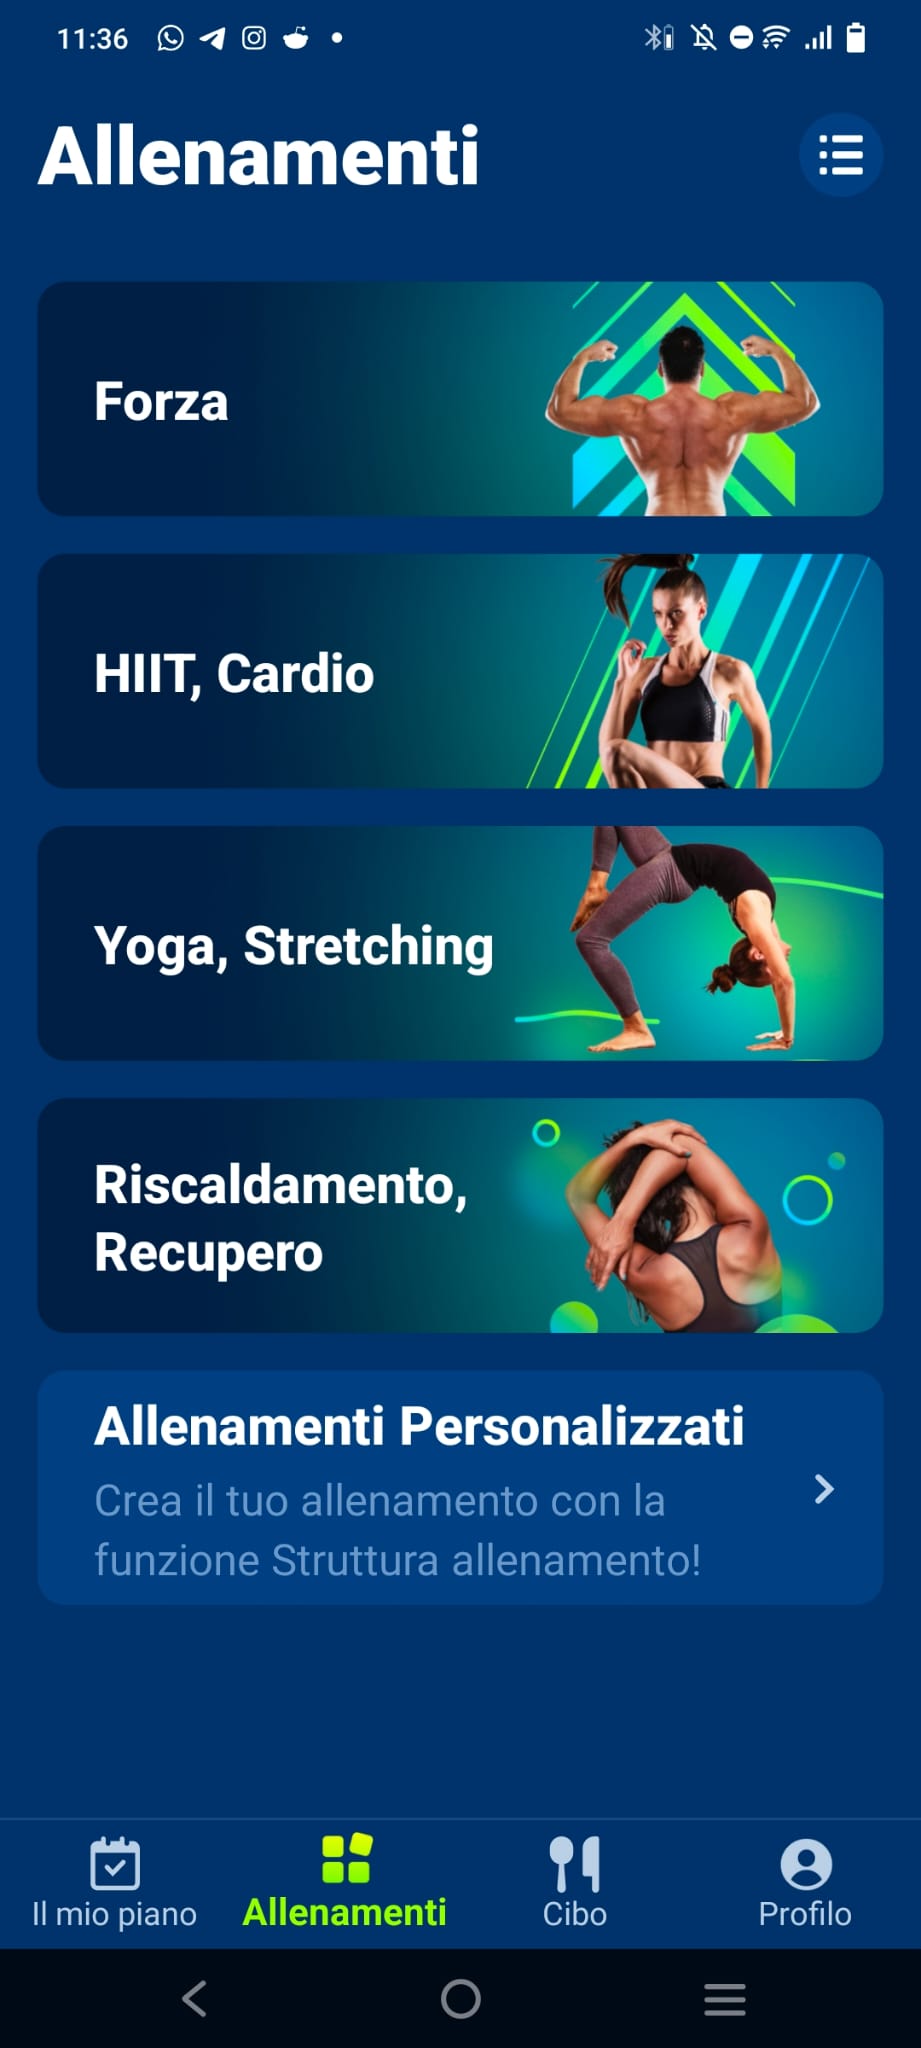 11:36
Allenamenti
Forza
HIIT, Cardio
Yoga, Stretching
Riscaldamento,
Recupero
Allenamenti Personalizzati
Crea il tuo allenamento con la
funzione Struttura allenamento!
Il mio piano
Allenamenti
Cibo
Profilo